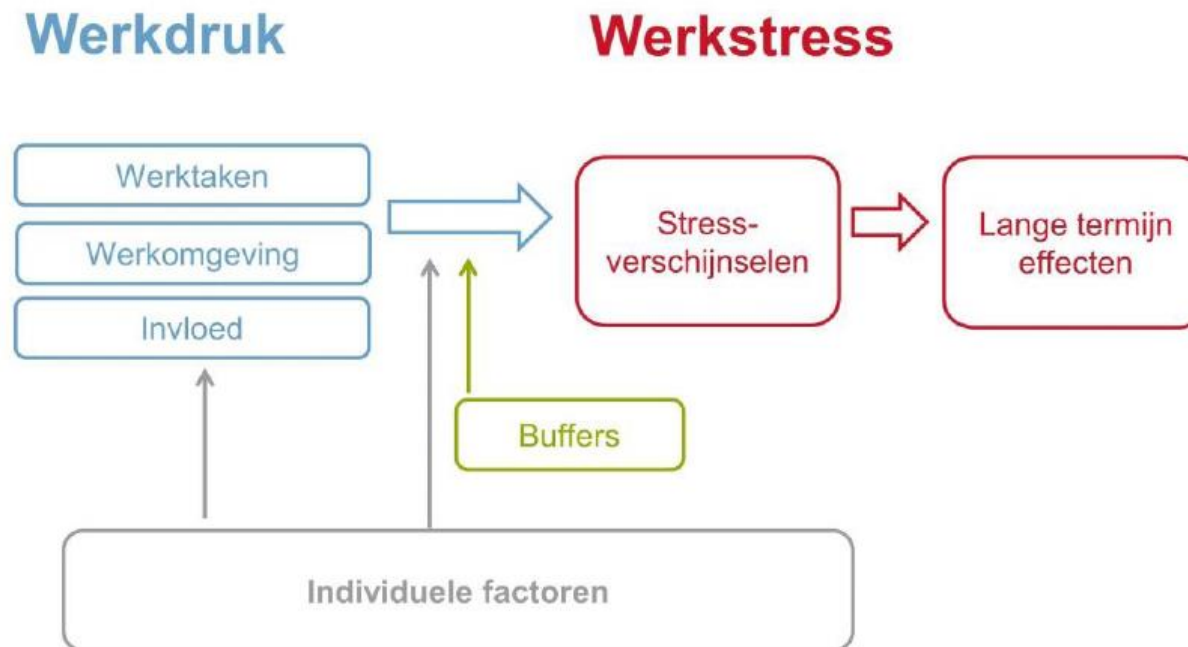 Werkdruk
Werkstress
Werktaken
Werkomgeving
Invloed
Stress-
verschijnselen
Lange termijn
effecten
Buffers
Individuele factoren